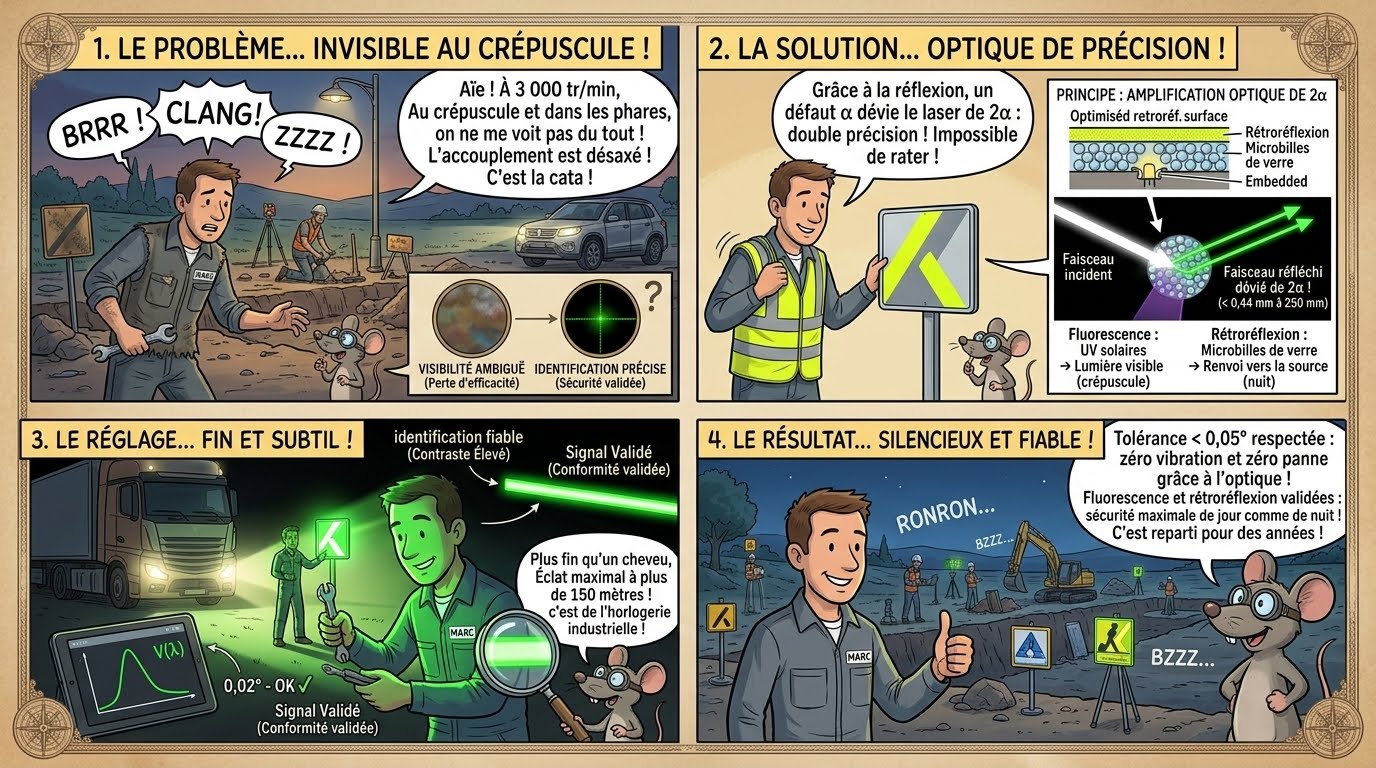 1. LE PROBLÈME... INVISIBLE AU CRÉPUSCULE !
BRRR !
CLANG!
ZZZZ !
Aïe ! À 3 000 tr/min,
Au crépuscule et dans les phares,
on ne me voit pas du tout !
L'accouplement est désaxé !
C'est la cata !
?
VISIBILITÉ AMBIGUË
(Perte d'efficacité)
IDENTIFICATION PRÉCISE
(Sécurité validée)
2. LA SOLUTION... OPTIQUE DE PRÉCISION !
Grâce à la réflexion, un
défaut α dévie le laser de 2α :
double précision ! Impossible
de rater !
PRINCIPE : AMPLIFICATION OPTIQUE DE 2α
Optimiséd retroréf. surface
Rétroréflexion
Microbilles
de verre
Embedded
Faisceau
incident
Faisceau réfléchi
dóvié de 2α !
(< 0,44 mm à 250 mm)
Fluorescence :
UV solaires
→ Lumière visible
(crépuscule)
Rétroréflexion :
Microbilles de verre
→ Renvoi vers la source
(nuit)
3. LE RÉGLAGE... FIN ET SUBTIL !
identification fiable
(Contraste Élevé)
Signal Validé
(Conformité validée)
Plus fin qu'un cheveu,
Éclat maximal à plus
de 150 mètres !
c'est de l'horlogerie
industrielle !
MARC
V(λ)
0,02° - OK ✓
Signal Validé
(Conformité validée)
4. LE RÉSULTAT... SILENCIEUX ET FIABLE !
Tolérance < 0,05° respectée :
zéro vibration et zéro panne
grâce à l'optique !
Fluorescence et rétroréflexion validées :
sécurité maximale de jour comme de nuit !
C'est reparti pour des années !
RONRON...
BZZZ...
MARC
BZZZ...